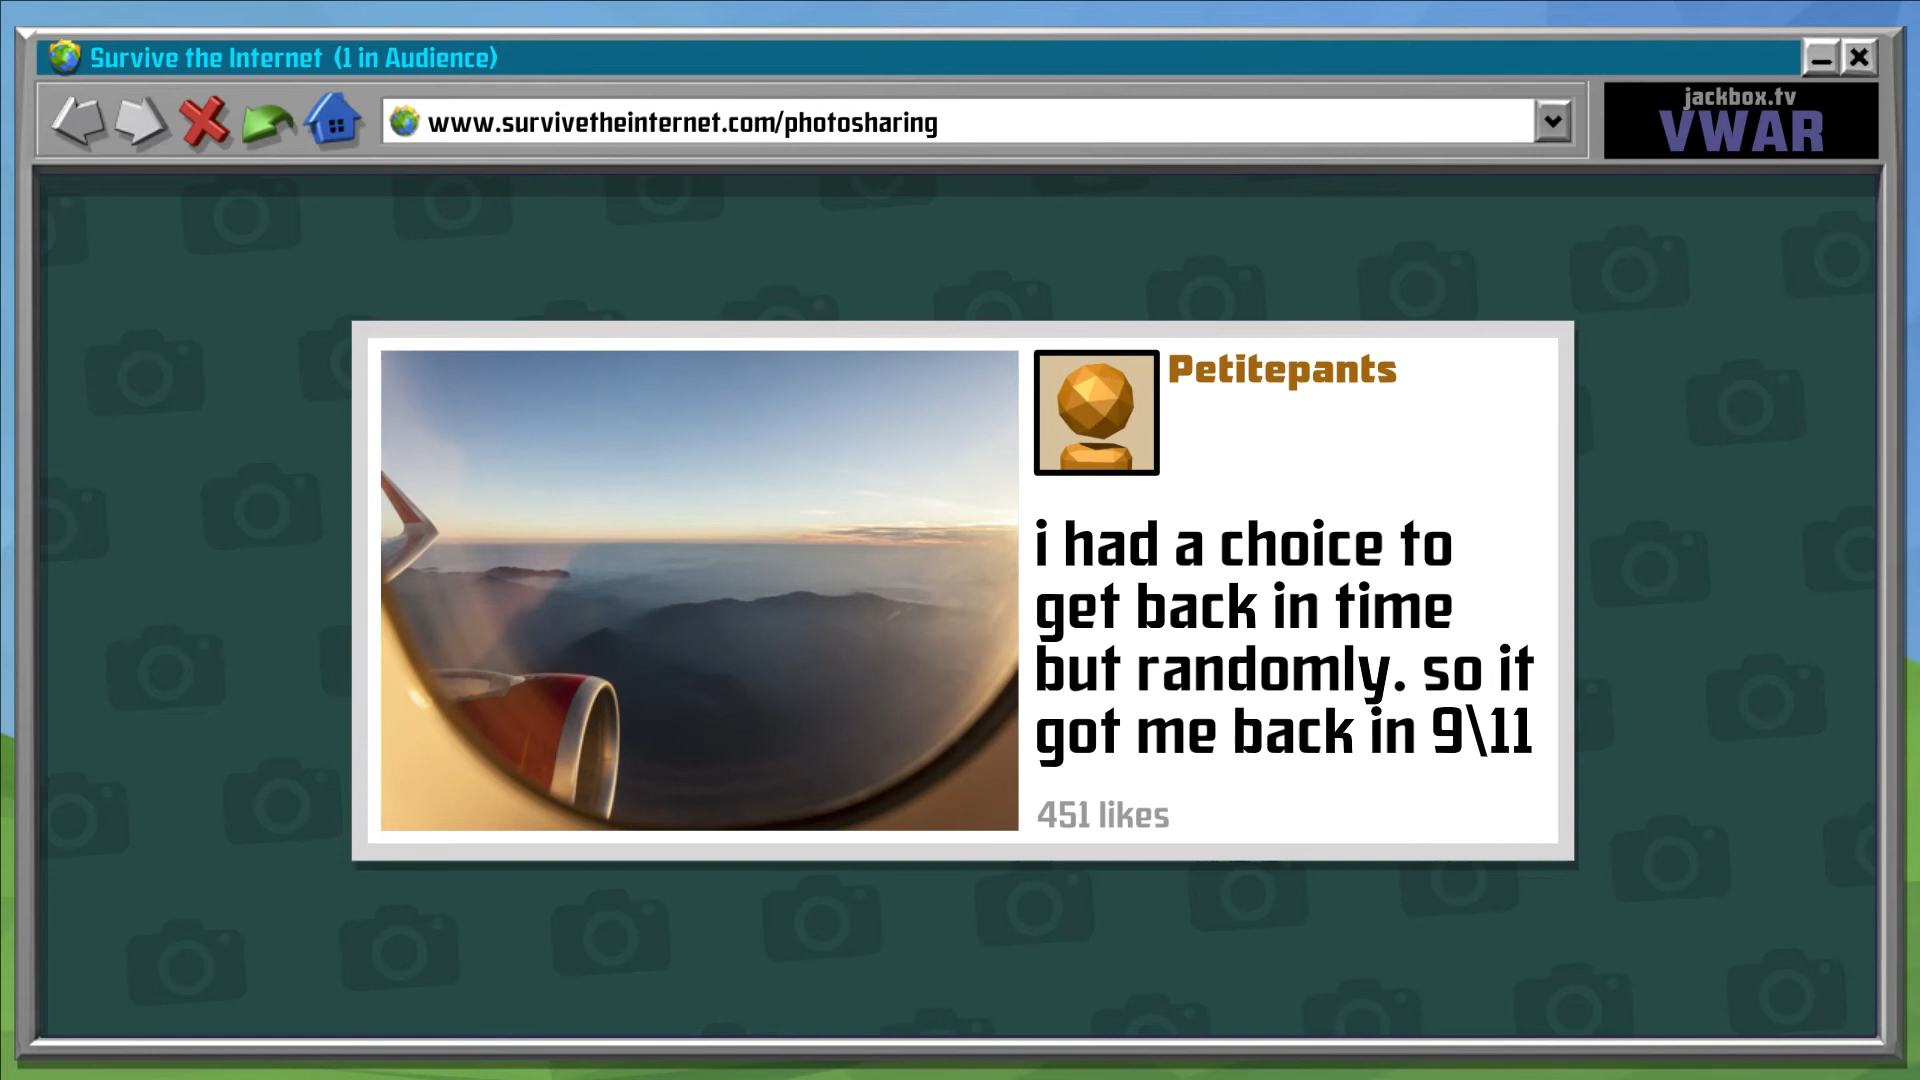 Survive the Internet (1 in Audience)
www.survivetheinternet.com/photosharing
jackbox.tv
VWAR
Petitepants
i had a choice to
get back in time
but randomly. so it
got me back in 9\11
451 likes